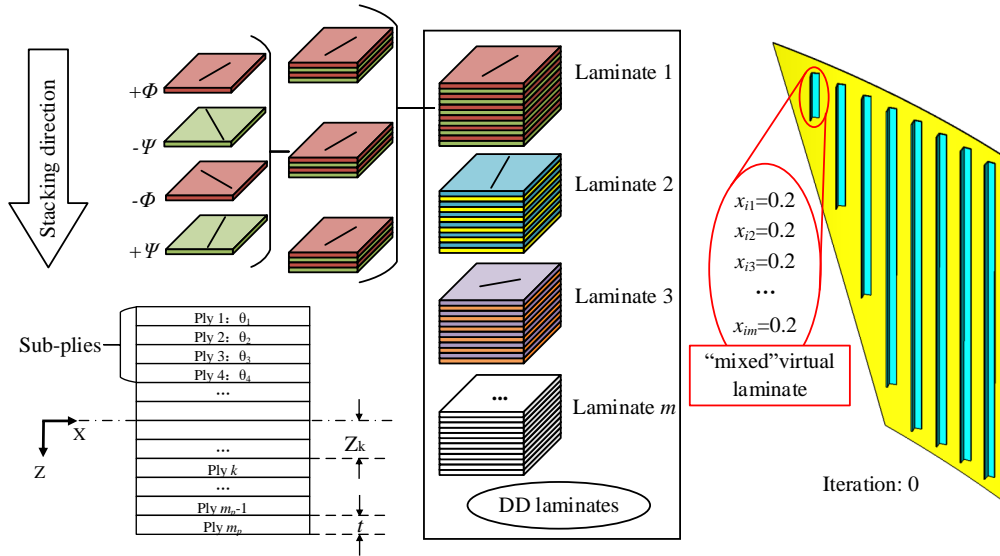 Stacking direction
+Φ
-Ψ
-Φ
+Ψ
Sub-plies
Ply 1：θ1
Ply 2：θ2
Ply 3：θ3
Ply 4：θ4
...
...
Ply k
...
Ply mp-1
Ply mp
X
Z
Zk
t
Laminate 1
Laminate 2
Laminate 3
...
Laminate m
DD laminates
xi1=0.2
xi2=0.2
xi3=0.2
...
xim=0.2
“mixed”virtual
laminate
Iteration: 0